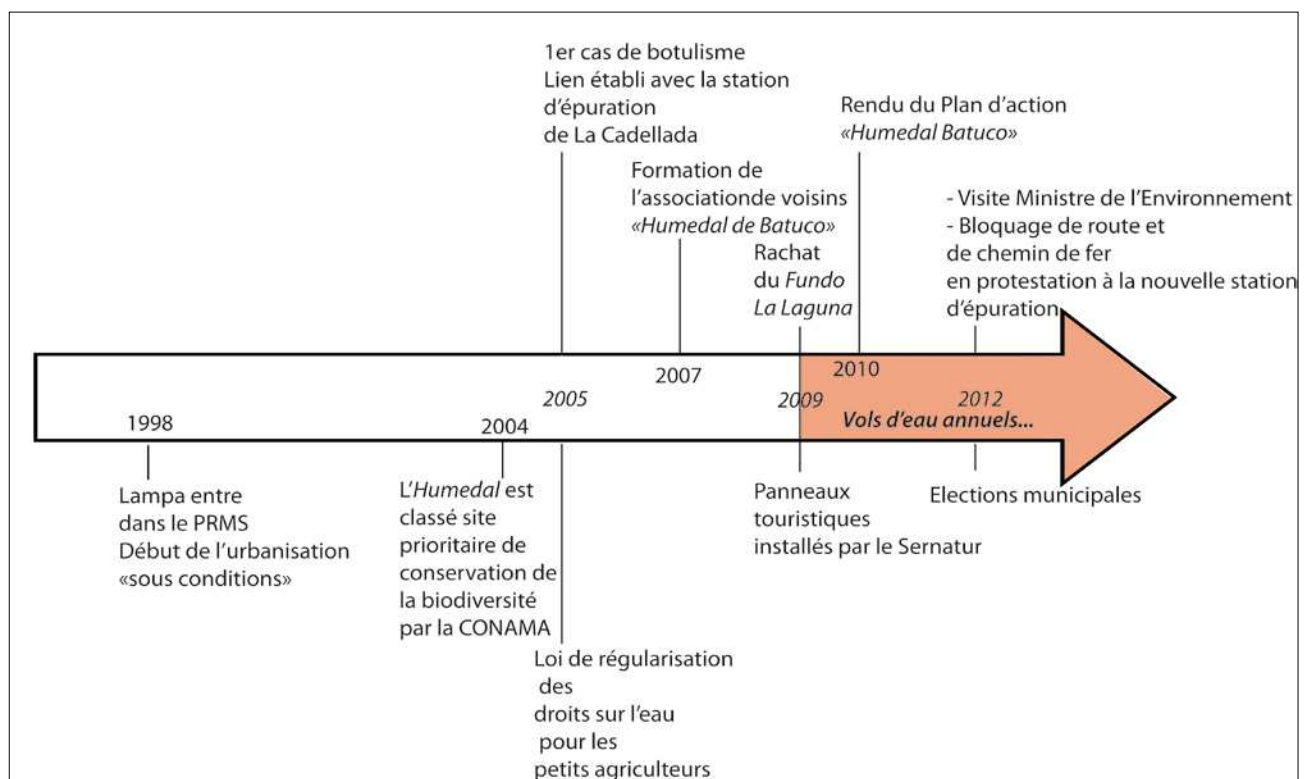 1er cas de botulisme
Lien établi avec la station
d'épuration
de La Cadellada
Formation de
l'associationde voisins
«Humedal de Batuco»
Rachat
du Fundo
La Laguna
Rendu du Plan d'action
«Humedal Batuco»
- Visite Ministre de l'Environnement
- Bloquage de route et
de chemin de fer
en protestation à la nouvelle station
d'épuration
1998
2004
2005
2007
2009
2010
2012
Vols d'eau annuels...
Lampa entre
dans le PRMS
Début de l'urbanisation
«sous conditions»
L'Humedal est
classé site
prioritaire de
conservation de
la biodiversité
par la CONAMA
Loi de régularisation
des
droits sur l'eau
pour les
petits agriculteurs
Panneaux
touristiques
installés par le Sernatur
Elections municipales